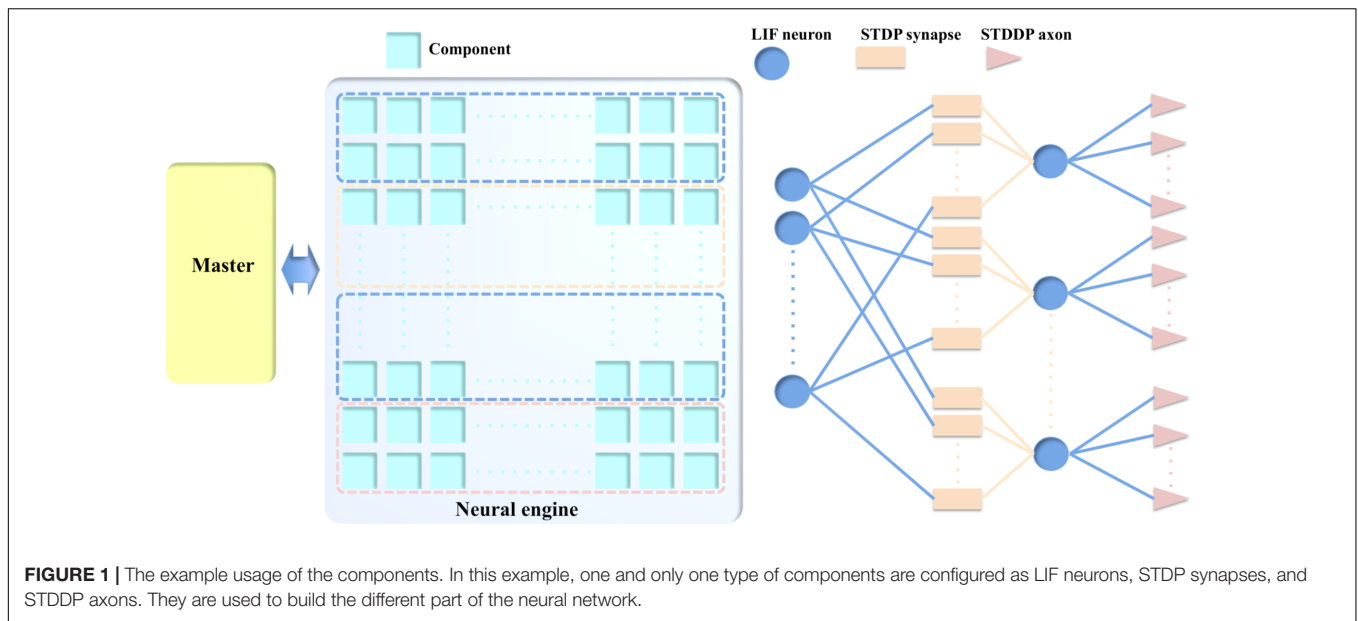 Component
LIF neuron
STDP synapse
STDDP axon
Master
Neural engine
FIGURE 1 | The example usage of the components. In this example, one and only one type of components are configured as LIF neurons, STDP synapses, and
STDDP axons. They are used to build the different part of the neural network.